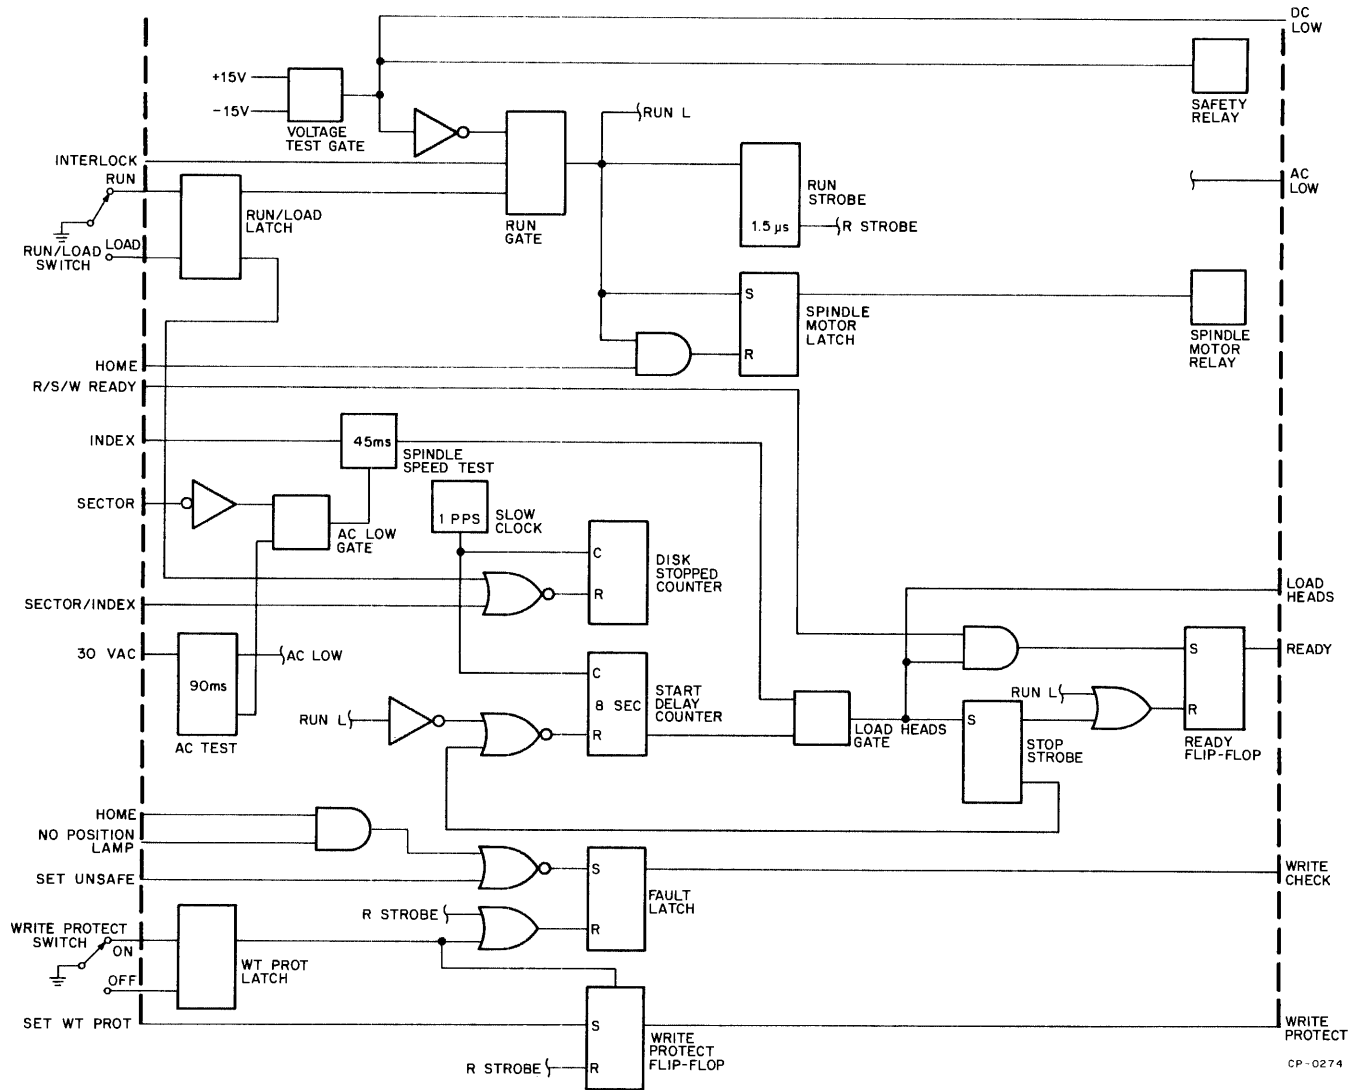 DC
LOW
+15V
-15V
VOLTAGE
TEST GATE
RUN L
SAFETY
RELAY
INTERLOCK
RUN
RUN/LOAD
LATCH
RUN
GATE
RUN
STROBE
1.5 µs
R STROBE
AC
LOW
LOAD
RUN/LOAD
SWITCH
S
R
SPINDLE
MOTOR
LATCH
SPINDLE
MOTOR
RELAY
HOME
R/S/W READY
INDEX
45ms
SPINDLE
SPEED TEST
SECTOR
AC LOW
GATE
1 PPS
SLOW
CLOCK
C
R
DISK
STOPPED
COUNTER
SECTOR/INDEX
LOAD
HEADS
30 VAC
90ms
AC TEST
AC LOW
C
8 SEC
R
START
DELAY
COUNTER
RUN L
LOAD HEADS
GATE
S
STOP
STROBE
RUN L
S
R
READY
FLIP-FLOP
READY
HOME
NO POSITION
LAMP
SET UNSAFE
S
R
FAULT
LATCH
WRITE
CHECK
R STROBE
WRITE PROTECT
SWITCH
ON
OFF
WT PROT
LATCH
SET WT PROT
S
R
WRITE
PROTECT
FLIP-FLOP
R STROBE
WRITE
PROTECT
CP-0274